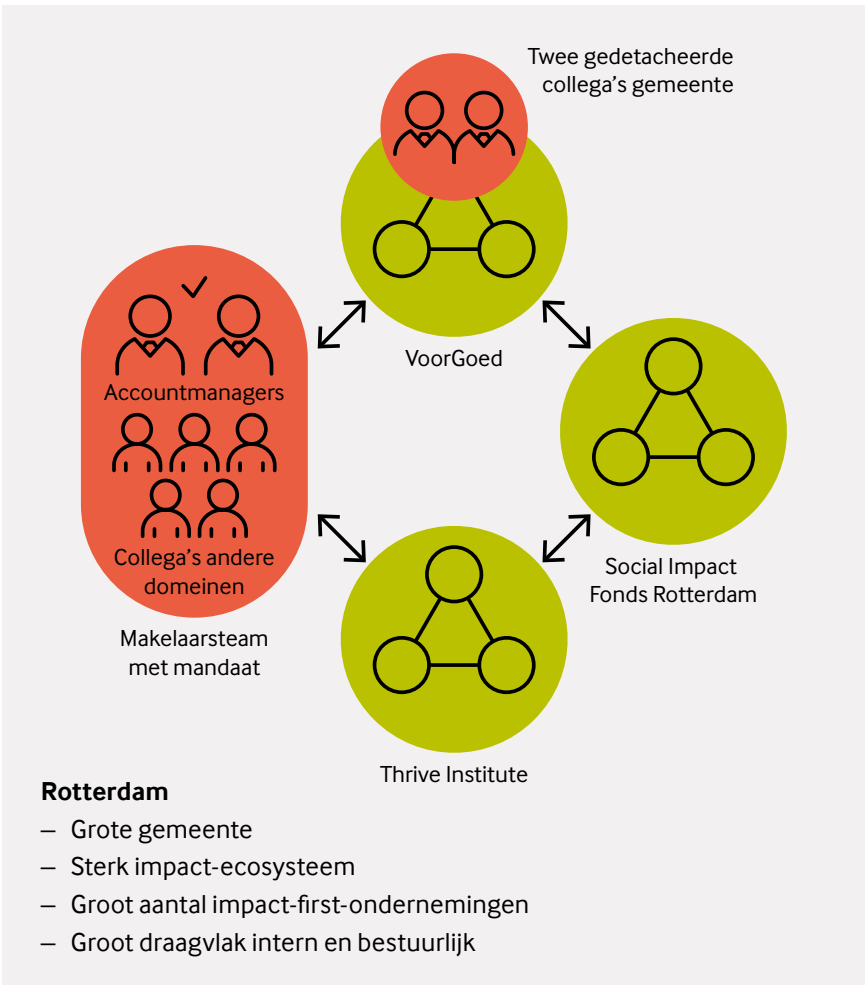 Twee gedetacheerde
collega's gemeente
VoorGoed
Accountmanagers
Collega's andere
domeinen
Makelaarsteam
met mandaat
Social Impact
Fonds Rotterdam
Thrive Institute
Rotterdam
– Grote gemeente
– Sterk impact-ecosysteem
– Groot aantal impact-first-ondernemingen
– Groot draagvlak intern en bestuurlijk